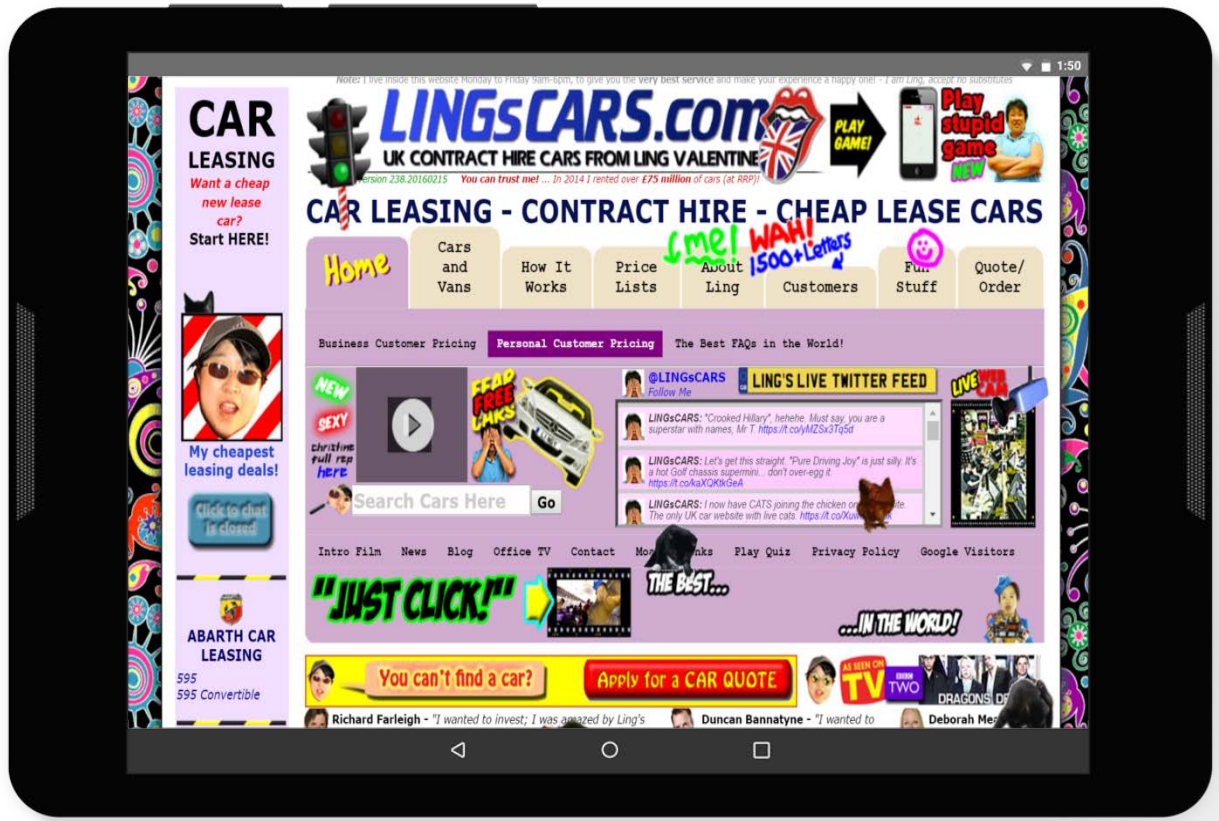 1:50
Note: I live inside this website Monday to Friday 9am-6pm, to give you the very best service and make your experience a happy one! - I am Ling, accept no substitutes
CAR
LEASING
Want a cheap
new lease
car?
Start HERE!
My cheapest
leasing deals!
Click to chat
is closed
ABARTH CAR
LEASING
595
595 Convertible
LINGsCARS.com
UK CONTRACT HIRE CARS FROM LING VALENTINE
PLAY
GAME!
Play
stupid
game
NEW
version 238.20160215 You can trust me! ... In 2014 I rented over £75 million of cars (at RRP)!
CAR LEASING - CONTRACT HIRE - CHEAP LEASE CARS
me!
WAH!
1500+Letters
Home
Cars
and
Vans
How It
Works
Price
Lists
About
Ling
Customers
Fun
Stuff
Quote/
Order
Business Customer Pricing
Personal Customer Pricing
The Best FAQs in the World!
NEW
SEXY
christine
full rep
here
FREE
@LINGsCARS
Follow Me
LING'S LIVE TWITTER FEED
LIVE WEB
CAM
LINGsCARS: "Crooked Hillary", hehehe. Must say, you are a
superstar with names, Mr T. https://t.co/yMZSx3Tq5d
LINGsCARS: Let's get this straight. "Pure Driving Joy" is just silly. It's
a hot Golf chassis supermini... don't over-egg it.
https://t.co/kaXQKtkGeA
LINGsCARS: I now have CATS joining the chicken on
The only UK car website with live cats.
Search Cars Here
Go
Intro Film
News
Blog
Office TV
Contact
Play Quiz
Privacy Policy
Google Visitors
"JUST CLICK!"
THE BEST...
...IN THE WORLD!
You can't find a car?
Apply for a CAR QUOTE
AS SEEN ON
TV
TWO
DRAGONS
Richard Farleigh - "I wanted to invest; I was amazed by Ling's
Duncan Bannatyne - "I wanted to
Deborah